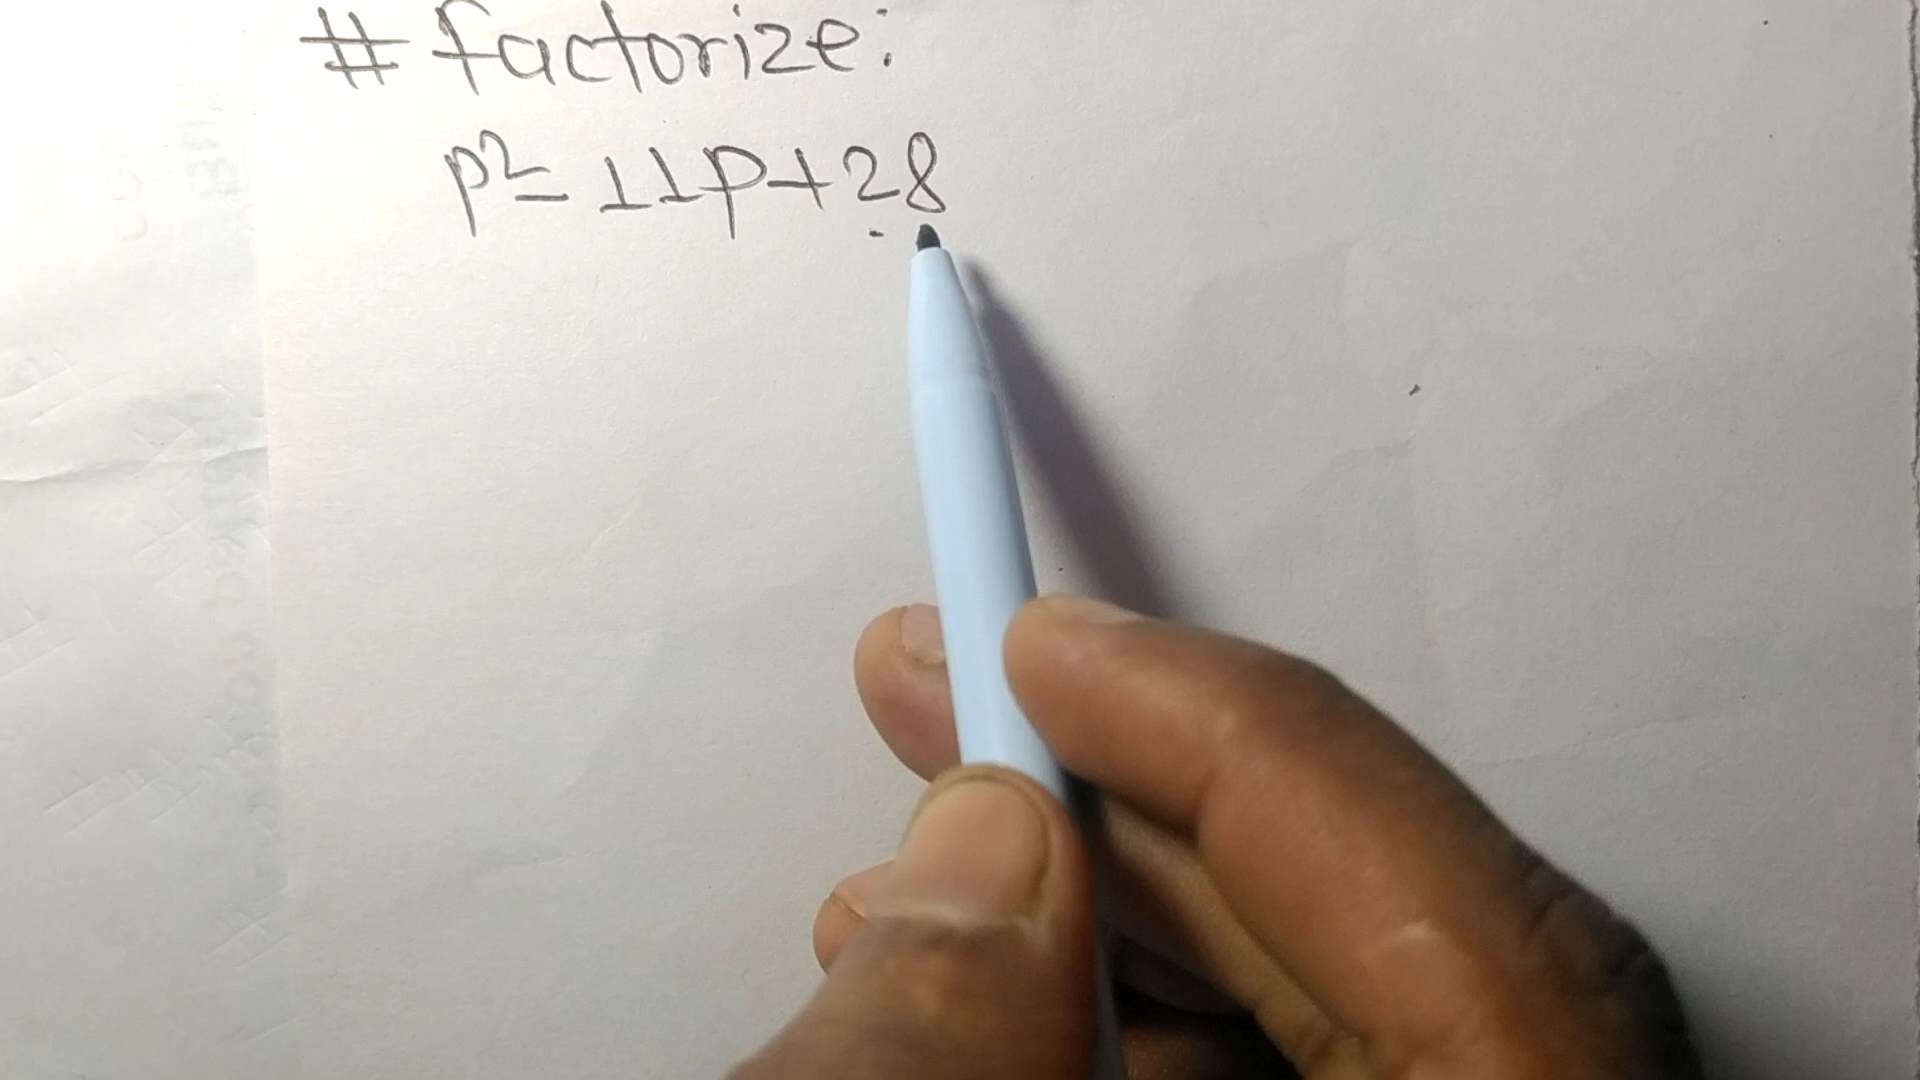 # factorize:
p² - 11p + 28